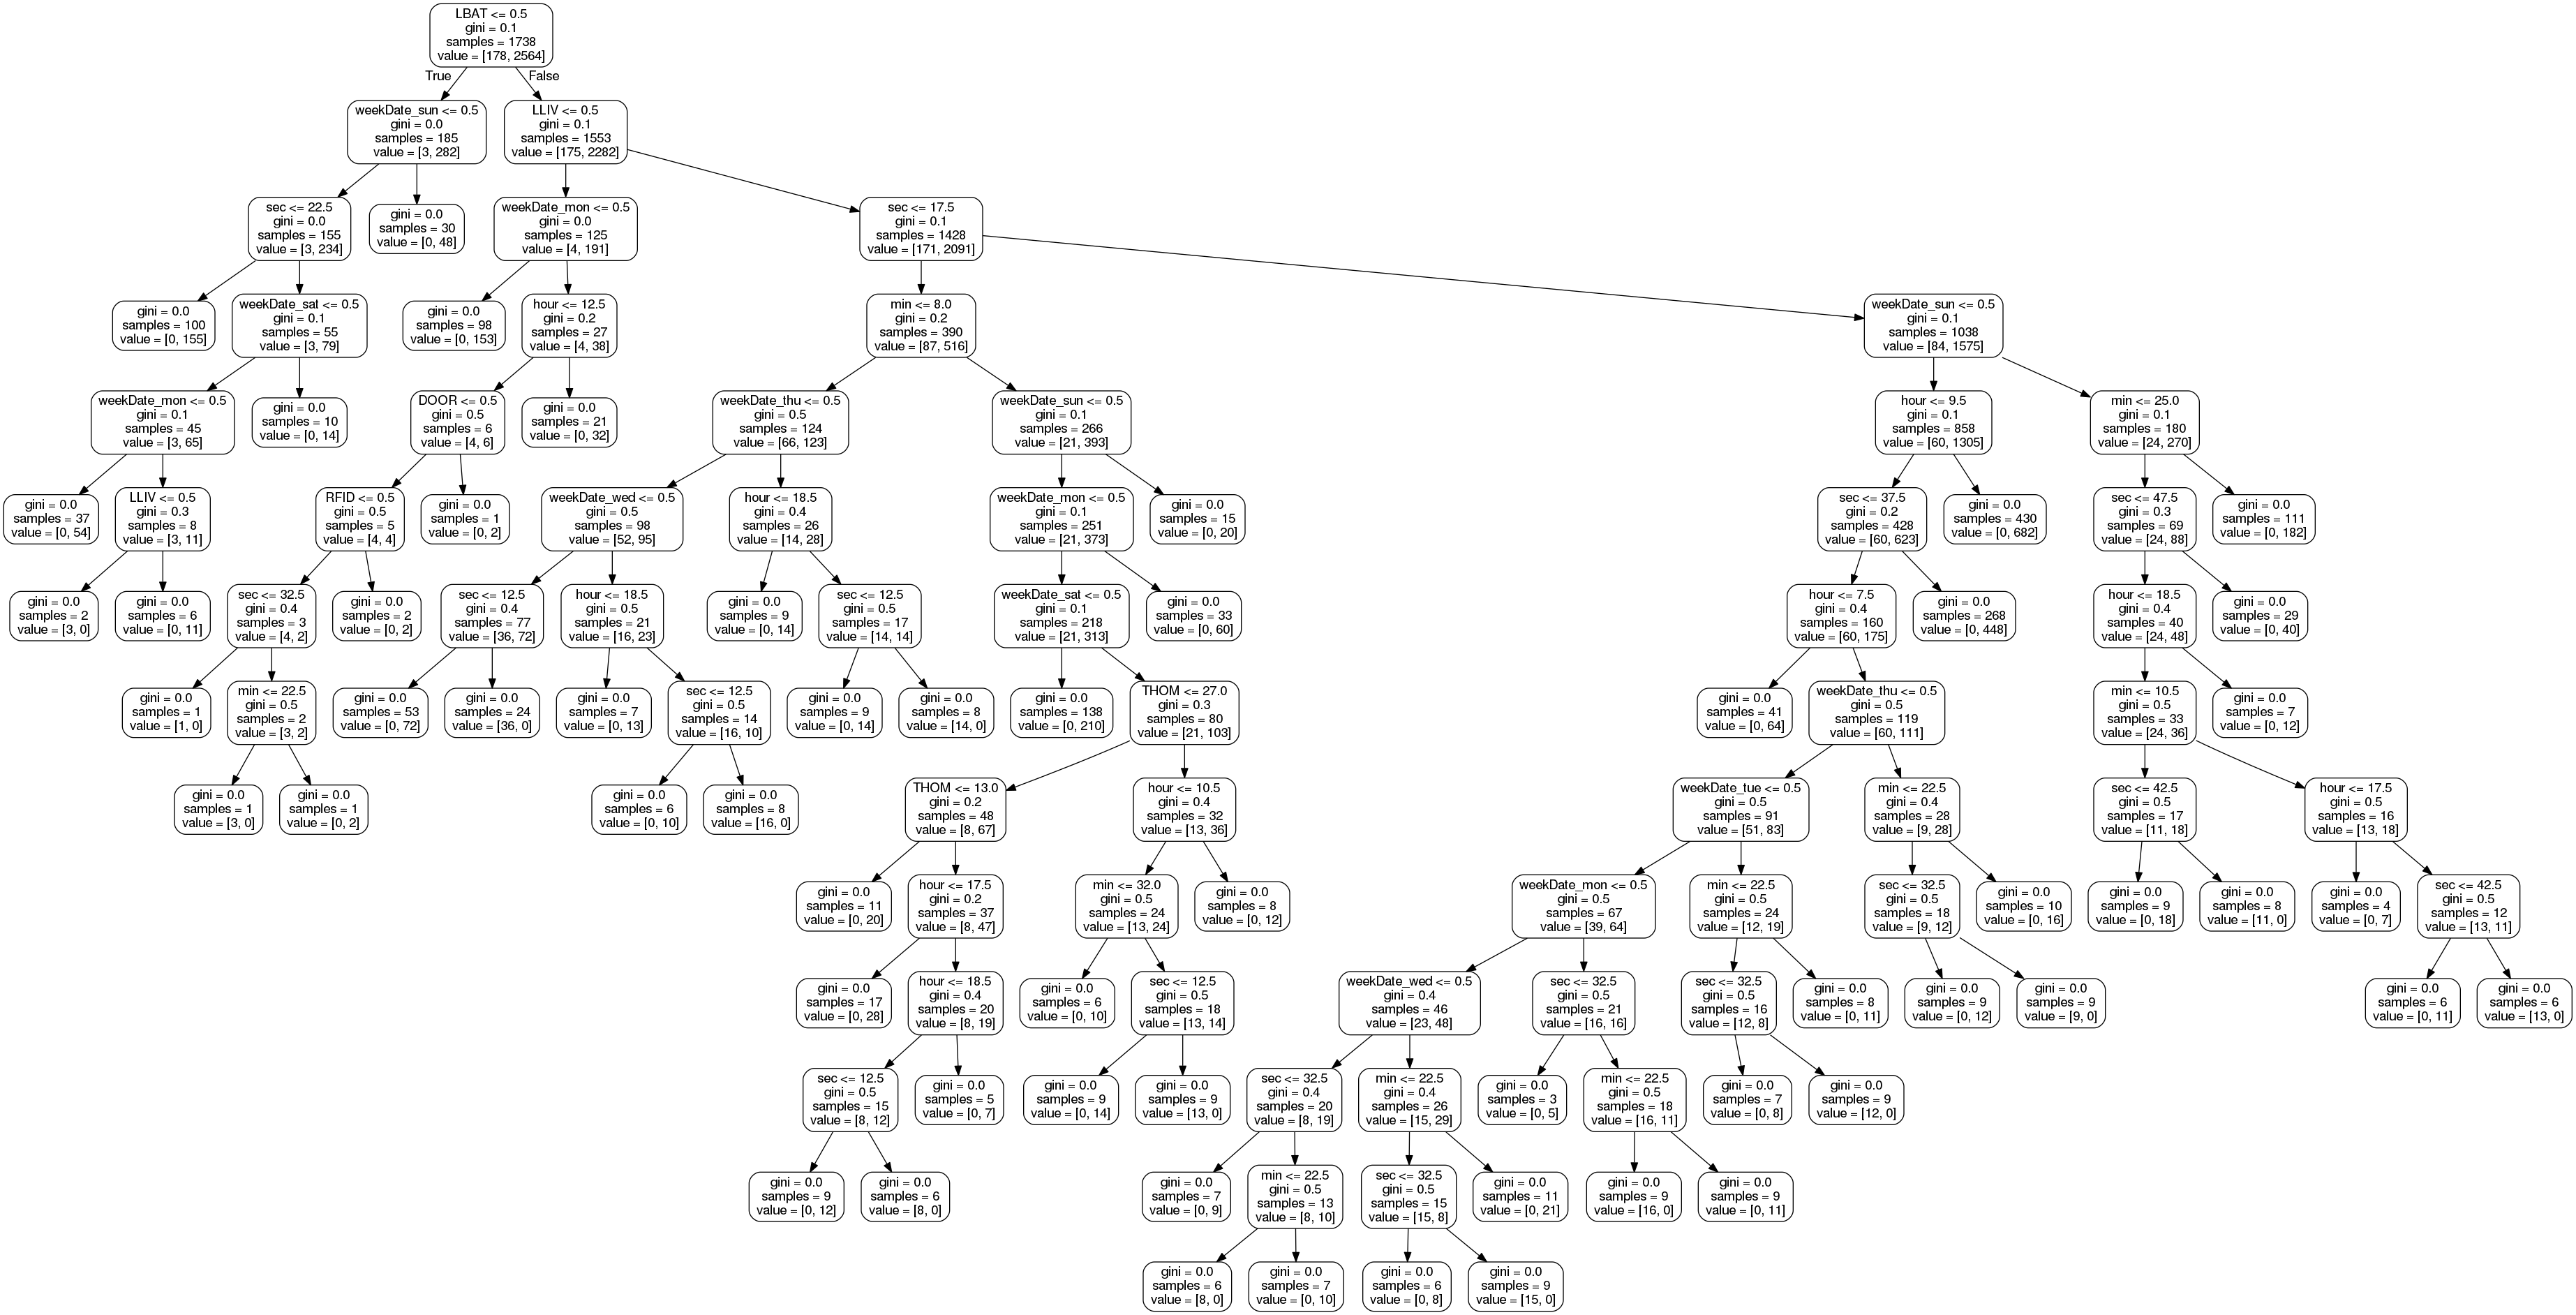 LBAT <= 0.5
gini = 0.1
samples = 1738
value = [178, 2564]
True
False
weekDate_sun <= 0.5
gini = 0.0
samples = 185
value = [3, 282]
LLIV <= 0.5
gini = 0.1
samples = 1553
value = [175, 2282]
sec <= 22.5
gini = 0.0
samples = 155
value = [3, 234]
gini = 0.0
samples = 30
value = [0, 48]
weekDate_mon <= 0.5
gini = 0.0
samples = 125
value = [4, 191]
sec <= 17.5
gini = 0.1
samples = 1428
value = [171, 2091]
gini = 0.0
samples = 100
value = [0, 155]
weekDate_sat <= 0.5
gini = 0.1
samples = 55
value = [3, 79]
gini = 0.0
samples = 98
value = [0, 153]
hour <= 12.5
gini = 0.2
samples = 27
value = [4, 38]
min <= 8.0
gini = 0.2
samples = 390
value = [87, 516]
weekDate_sun <= 0.5
gini = 0.1
samples = 1038
value = [84, 1575]
weekDate_mon <= 0.5
gini = 0.1
samples = 45
value = [3, 65]
gini = 0.0
samples = 10
value = [0, 14]
DOOR <= 0.5
gini = 0.5
samples = 6
value = [4, 6]
gini = 0.0
samples = 21
value = [0, 32]
weekDate_thu <= 0.5
gini = 0.5
samples = 124
value = [66, 123]
weekDate_sun <= 0.5
gini = 0.1
samples = 266
value = [21, 393]
hour <= 9.5
gini = 0.1
samples = 858
value = [60, 1305]
min <= 25.0
gini = 0.1
samples = 180
value = [24, 270]
gini = 0.0
samples = 37
value = [0, 54]
LLIV <= 0.5
gini = 0.3
samples = 8
value = [3, 11]
RFID <= 0.5
gini = 0.5
samples = 5
value = [4, 4]
gini = 0.0
samples = 1
value = [0, 2]
weekDate_wed <= 0.5
gini = 0.5
samples = 98
value = [52, 95]
hour <= 18.5
gini = 0.4
samples = 26
value = [14, 28]
weekDate_mon <= 0.5
gini = 0.1
samples = 251
value = [21, 373]
gini = 0.0
samples = 15
value = [0, 20]
sec <= 37.5
gini = 0.2
samples = 428
value = [60, 623]
gini = 0.0
samples = 430
value = [0, 682]
sec <= 47.5
gini = 0.3
samples = 69
value = [24, 88]
gini = 0.0
samples = 111
value = [0, 182]
gini = 0.0
samples = 2
value = [3, 0]
gini = 0.0
samples = 6
value = [0, 11]
sec <= 32.5
gini = 0.4
samples = 3
value = [4, 2]
gini = 0.0
samples = 2
value = [0, 2]
sec <= 12.5
gini = 0.4
samples = 77
value = [36, 72]
hour <= 18.5
gini = 0.5
samples = 21
value = [16, 23]
gini = 0.0
samples = 9
value = [0, 14]
sec <= 12.5
gini = 0.5
samples = 17
value = [14, 14]
weekDate_sat <= 0.5
gini = 0.1
samples = 218
value = [21, 313]
gini = 0.0
samples = 33
value = [0, 60]
hour <= 7.5
gini = 0.4
samples = 160
value = [60, 175]
gini = 0.0
samples = 268
value = [0, 448]
hour <= 18.5
gini = 0.4
samples = 40
value = [24, 48]
gini = 0.0
samples = 29
value = [0, 40]
gini = 0.0
samples = 1
value = [1, 0]
min <= 22.5
gini = 0.5
samples = 2
value = [3, 2]
gini = 0.0
samples = 53
value = [0, 72]
gini = 0.0
samples = 24
value = [36, 0]
gini = 0.0
samples = 7
value = [0, 13]
sec <= 12.5
gini = 0.5
samples = 14
value = [16, 10]
gini = 0.0
samples = 9
value = [0, 14]
gini = 0.0
samples = 8
value = [14, 0]
gini = 0.0
samples = 138
value = [0, 210]
THOM <= 27.0
gini = 0.3
samples = 80
value = [21, 103]
gini = 0.0
samples = 41
value = [0, 64]
weekDate_thu <= 0.5
gini = 0.5
samples = 119
value = [60, 111]
min <= 10.5
gini = 0.5
samples = 33
value = [24, 36]
gini = 0.0
samples = 7
value = [0, 12]
gini = 0.0
samples = 1
value = [3, 0]
gini = 0.0
samples = 1
value = [0, 2]
gini = 0.0
samples = 6
value = [0, 10]
gini = 0.0
samples = 8
value = [16, 0]
THOM <= 13.0
gini = 0.2
samples = 48
value = [8, 67]
hour <= 10.5
gini = 0.4
samples = 32
value = [13, 36]
weekDate_tue <= 0.5
gini = 0.5
samples = 91
value = [51, 83]
min <= 22.5
gini = 0.4
samples = 28
value = [9, 28]
sec <= 42.5
gini = 0.5
samples = 17
value = [11, 18]
hour <= 17.5
gini = 0.5
samples = 16
value = [13, 18]
gini = 0.0
samples = 11
value = [0, 20]
hour <= 17.5
gini = 0.2
samples = 37
value = [8, 47]
min <= 32.0
gini = 0.5
samples = 24
value = [13, 24]
gini = 0.0
samples = 8
value = [0, 12]
weekDate_mon <= 0.5
gini = 0.5
samples = 67
value = [39, 64]
min <= 22.5
gini = 0.5
samples = 24
value = [12, 19]
sec <= 32.5
gini = 0.5
samples = 18
value = [9, 12]
gini = 0.0
samples = 10
value = [0, 16]
gini = 0.0
samples = 9
value = [0, 18]
gini = 0.0
samples = 8
value = [11, 0]
gini = 0.0
samples = 4
value = [0, 7]
sec <= 42.5
gini = 0.5
samples = 12
value = [13, 11]
gini = 0.0
samples = 17
value = [0, 28]
hour <= 18.5
gini = 0.4
samples = 20
value = [8, 19]
gini = 0.0
samples = 6
value = [0, 10]
sec <= 12.5
gini = 0.5
samples = 18
value = [13, 14]
weekDate_wed <= 0.5
gini = 0.4
samples = 46
value = [23, 48]
sec <= 32.5
gini = 0.5
samples = 21
value = [16, 16]
sec <= 32.5
gini = 0.5
samples = 16
value = [12, 8]
gini = 0.0
samples = 8
value = [0, 11]
gini = 0.0
samples = 9
value = [0, 12]
gini = 0.0
samples = 9
value = [9, 0]
gini = 0.0
samples = 6
value = [0, 11]
gini = 0.0
samples = 6
value = [13, 0]
sec <= 12.5
gini = 0.5
samples = 15
value = [8, 12]
gini = 0.0
samples = 5
value = [0, 7]
gini = 0.0
samples = 9
value = [0, 14]
gini = 0.0
samples = 9
value = [13, 0]
sec <= 32.5
gini = 0.4
samples = 20
value = [8, 19]
min <= 22.5
gini = 0.4
samples = 26
value = [15, 29]
gini = 0.0
samples = 3
value = [0, 5]
min <= 22.5
gini = 0.5
samples = 18
value = [16, 11]
gini = 0.0
samples = 7
value = [0, 8]
gini = 0.0
samples = 9
value = [12, 0]
gini = 0.0
samples = 9
value = [0, 12]
gini = 0.0
samples = 6
value = [8, 0]
gini = 0.0
samples = 7
value = [0, 9]
min <= 22.5
gini = 0.5
samples = 13
value = [8, 10]
sec <= 32.5
gini = 0.5
samples = 15
value = [15, 8]
gini = 0.0
samples = 11
value = [0, 21]
gini = 0.0
samples = 9
value = [16, 0]
gini = 0.0
samples = 9
value = [0, 11]
gini = 0.0
samples = 6
value = [8, 0]
gini = 0.0
samples = 7
value = [0, 10]
gini = 0.0
samples = 6
value = [0, 8]
gini = 0.0
samples = 9
value = [15, 0]